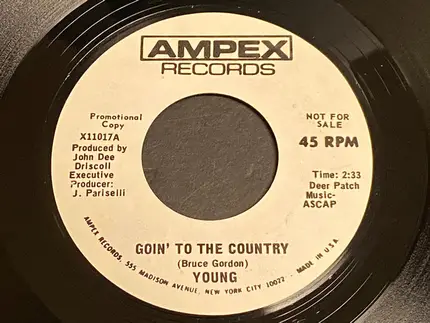 AMPEX
RECORDS
Promotional
Copy
X11017A
Produced by
John Dee
Driscoll
Executive
Producer:
J. Pariselli
NOT FOR
SALE
45 RPM
Time: 2:33
Deer Patch
Music-
ASCAP
GOIN' TO THE COUNTRY
(Bruce Gordon)
YOUNG
AMPEX RECORDS, 555 MADISON AVENUE, NEW YORK CITY 10022 - MADE IN U.S.A.